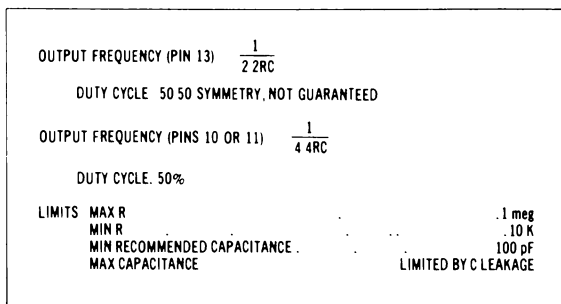 OUTPUT FREQUENCY (PIN 13) 1
2 2RC
DUTY CYCLE 50 50 SYMMETRY, NOT GUARANTEED
OUTPUT FREQUENCY (PINS 10 OR 11) 1
4 4RC
DUTY CYCLE. 50%
LIMITS MAX R . .1 meg
MIN R . . . .. .10 K
MIN RECOMMENDED CAPACITANCE . . . 100 pF
MAX CAPACITANCE LIMITED BY C LEAKAGE